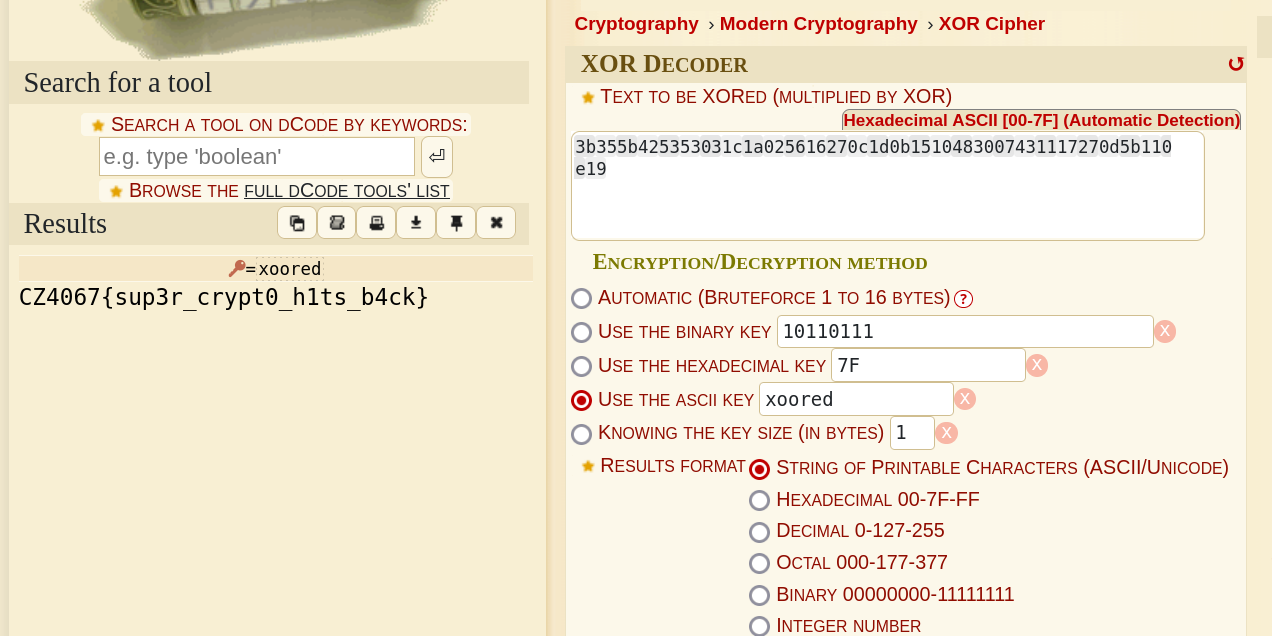 Search for a tool
Search a tool on dCode by keywords:
e.g. type 'boolean'
Browse the full dCode tools' list
Results
=xoored
CZ4067{sup3r_crypt0_h1ts_b4ck}
Cryptography › Modern Cryptography › XOR Cipher
XOR Decoder
Text to be XORed (multiplied by XOR)
Hexadecimal ASCII [00-7F] (Automatic Detection)
3b355b425353031c1a025616270c1d0b1510483007431117270d5b110
e19
Encryption/Decryption method
Automatic (Bruteforce 1 to 16 bytes) ?
Use the binary key 10110111 X
Use the hexadecimal key 7F X
Use the ascii key xoored X
Knowing the key size (in bytes) 1 X
Results format String of Printable Characters (ASCII/Unicode)
Hexadecimal 00-7F-FF
Decimal 0-127-255
Octal 000-177-377
Binary 00000000-11111111
Integer number